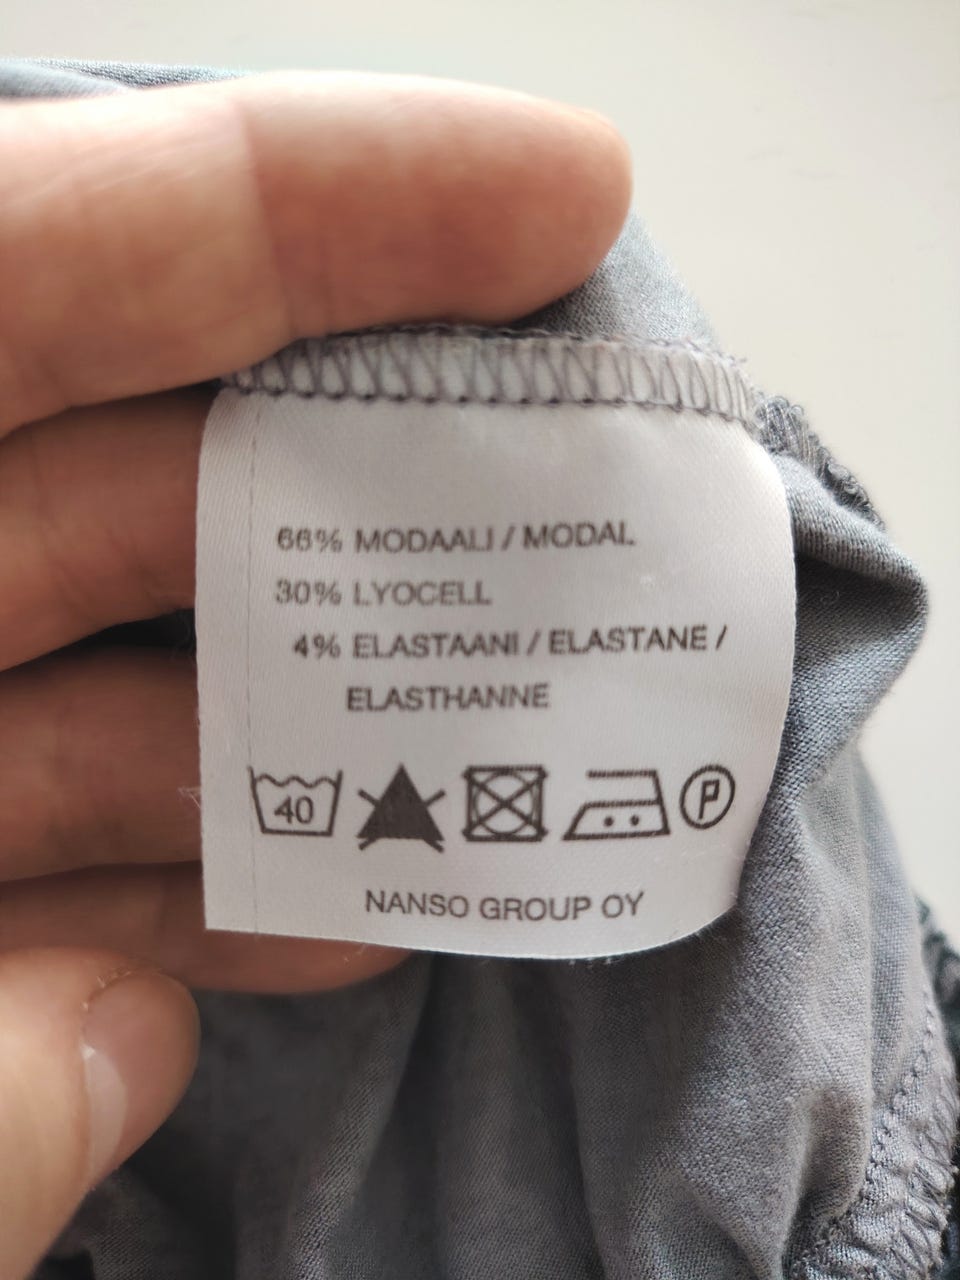 66% MODAALI / MODAL
30% LYOCELL
4% ELASTAANI / ELASTANE /
ELASTHANNE
40 P
NANSO GROUP OY